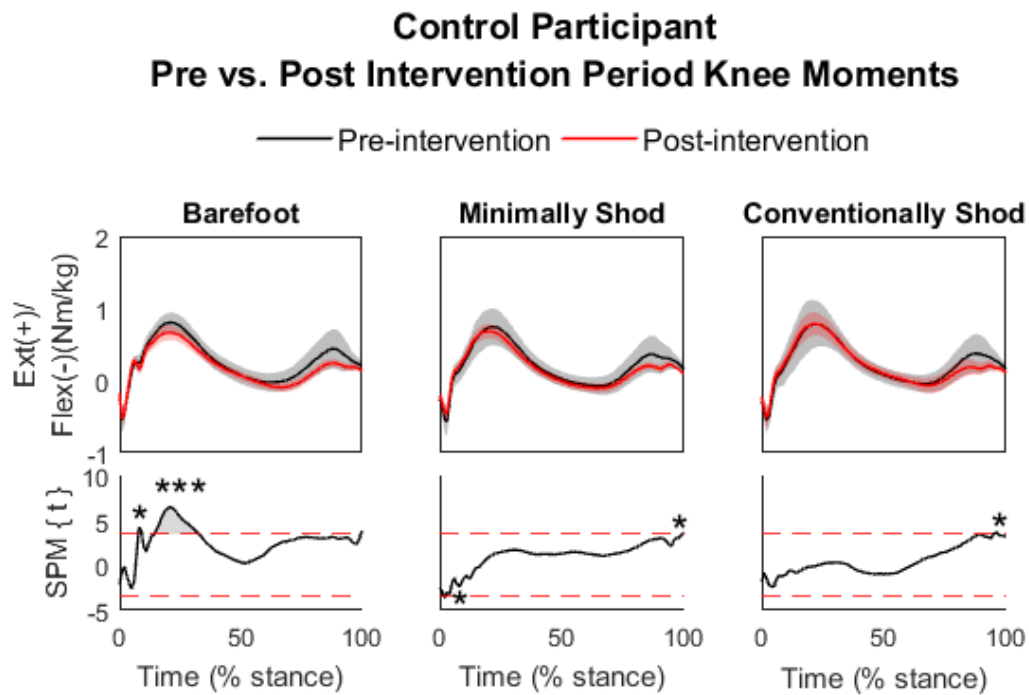 Control Participant
Pre vs. Post Intervention Period Knee Moments
Pre-intervention Post-intervention
Barefoot Minimally Shod Conventionally Shod
Ext(+)/
Flex(-)(Nm/kg)
2
1
0
-1
* *** * * *
SPM { t }
10
5
0
-5
0 50 100 0 50 100 0 50 100
Time (% stance) Time (% stance) Time (% stance)